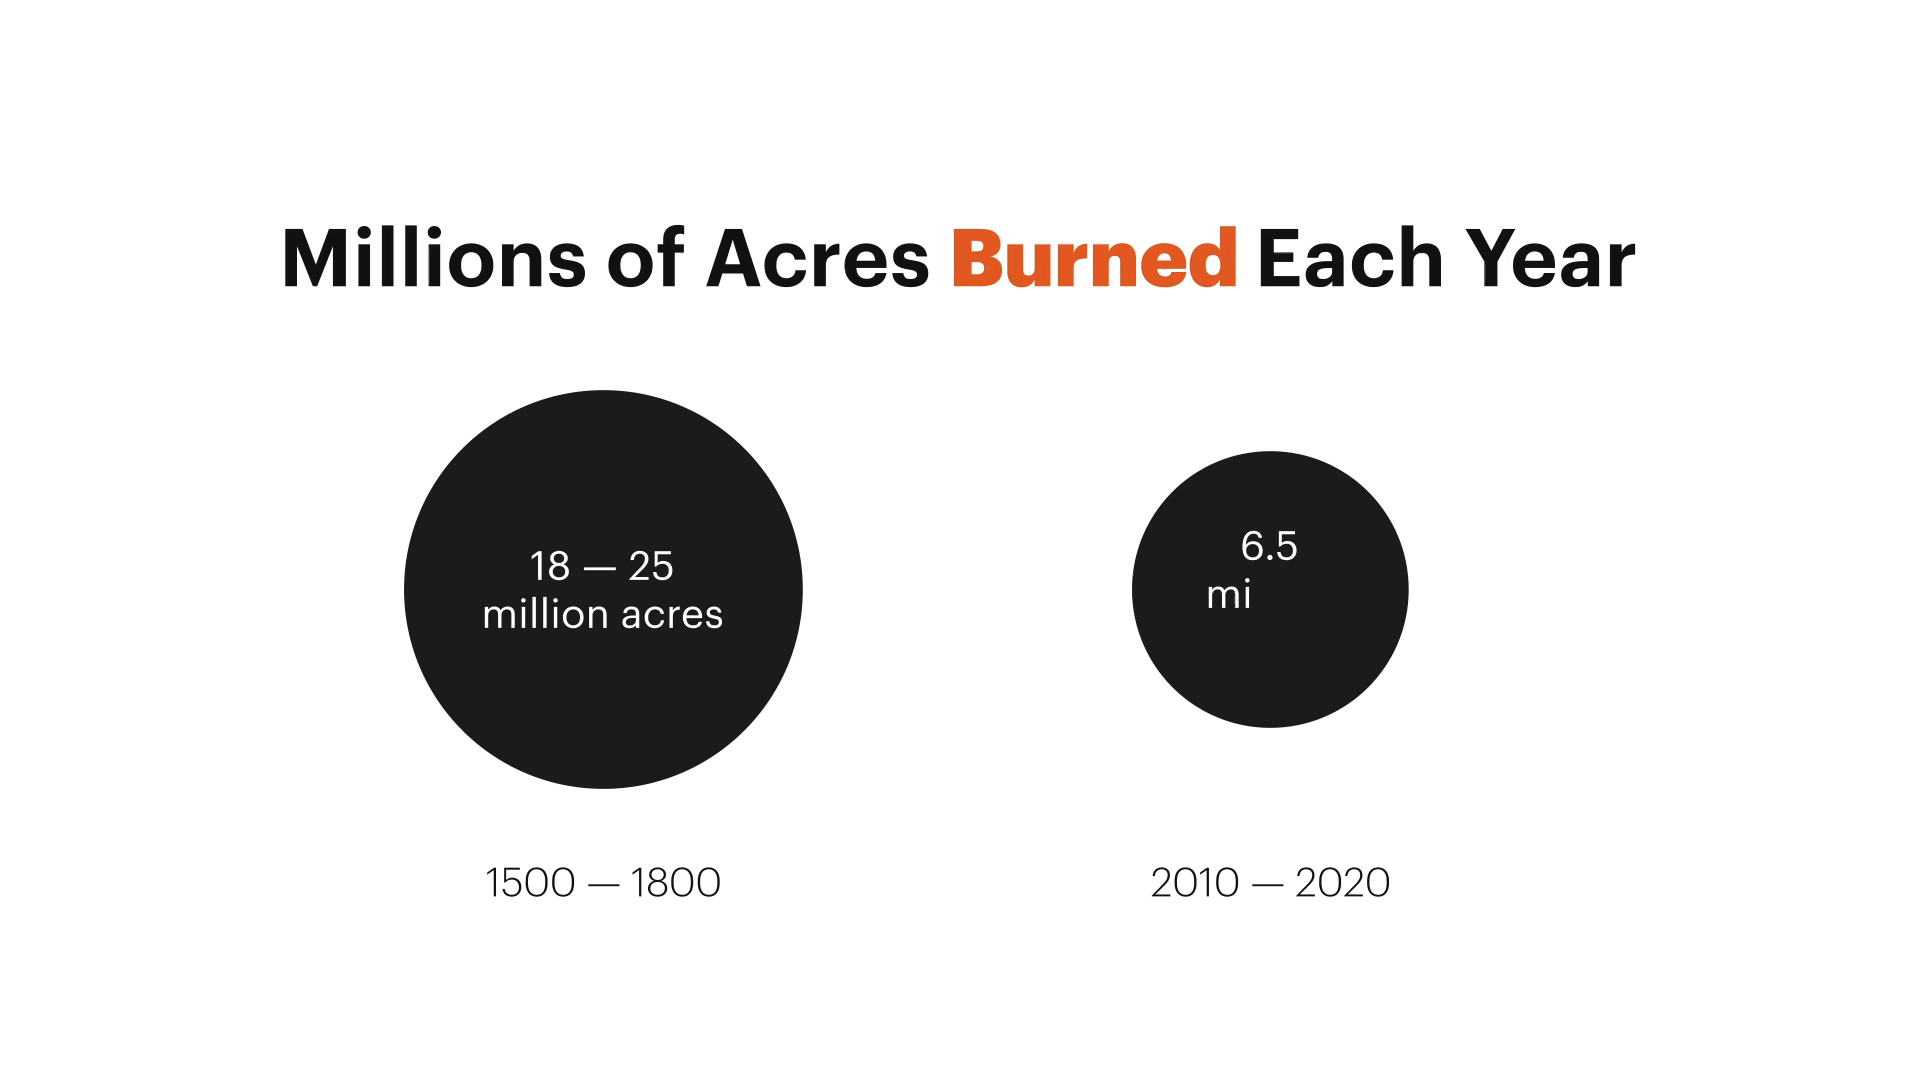 Millions of Acres Burned Each Year
18 — 25
million acres
6.5
mi
1500 — 1800
2010 — 2020